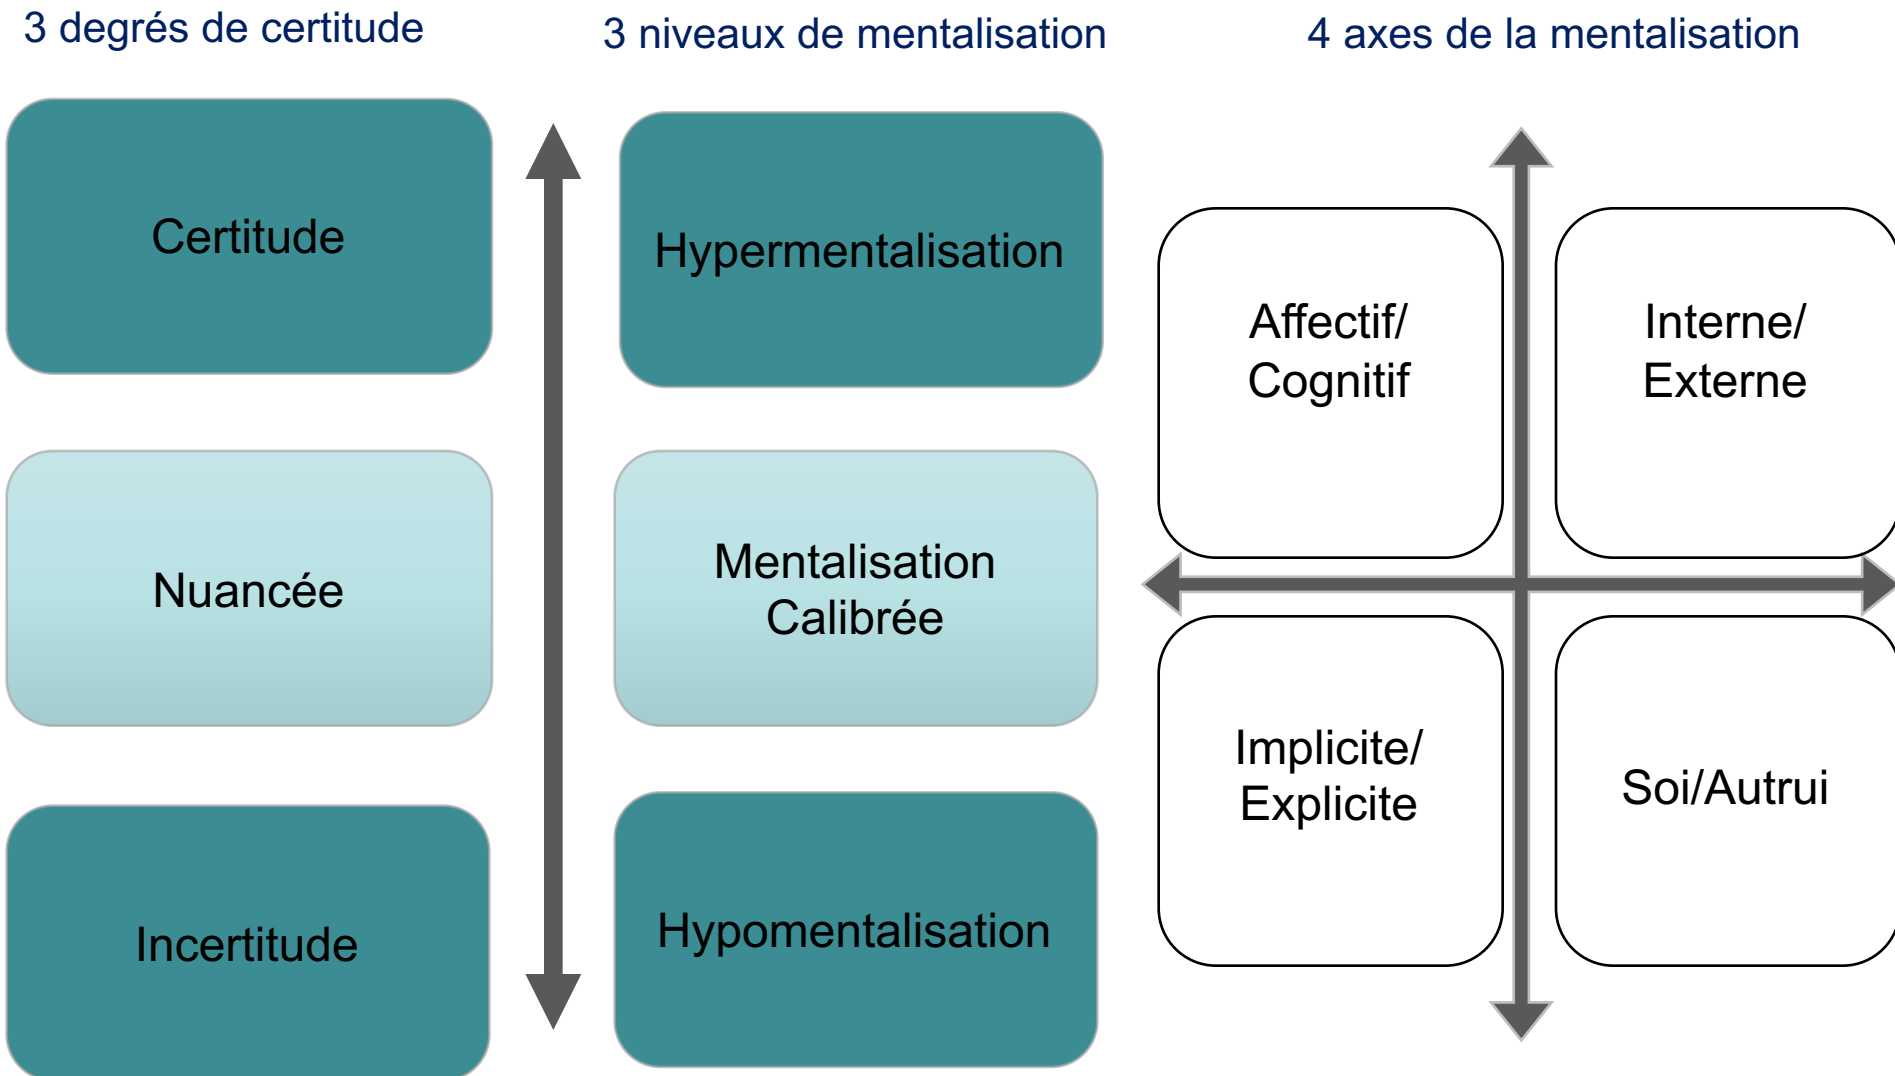 3 degrés de certitude
3 niveaux de mentalisation
4 axes de la mentalisation
Certitude
Hypermentalisation
Affectif/
Cognitif
Interne/
Externe
Nuancée
Mentalisation
Calibrée
Implicite/
Explicite
Soi/Autrui
Incertitude
Hypomentalisation